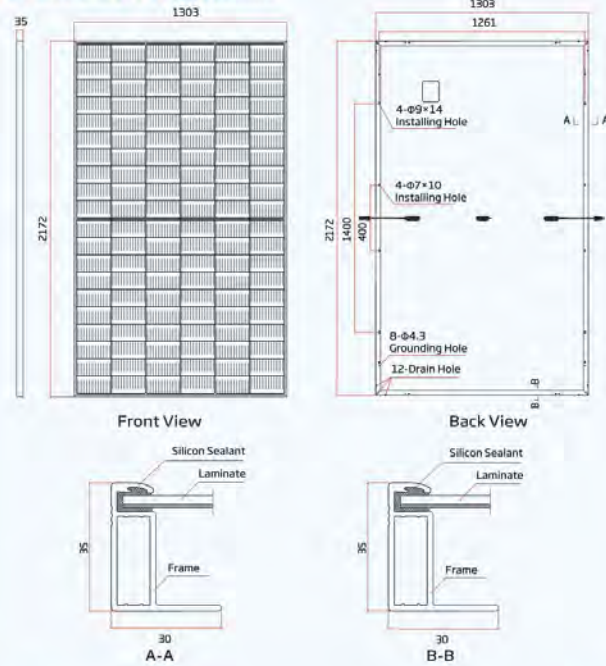 35
1303
2172
Front View
1303
1261
4-Φ9×14
Installing Hole
A
A
4-Φ7×10
Installing Hole
2172
1400
400
8-Φ4.3
Grounding Hole
12-Drain Hole
B
B
Back View
Silicon Sealant
Laminate
35
Frame
30
A-A
Silicon Sealant
Laminate
35
Frame
30
B-B